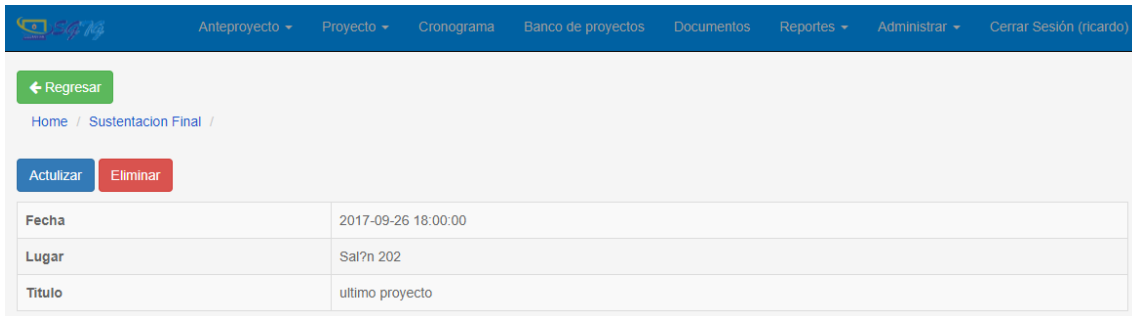 SGTG Anteproyecto Proyecto Cronograma Banco de proyectos Documentos Reportes Administrar Cerrar Sesión (ricardo)
Regresar
Home / Sustentacion Final /
Actulizar Eliminar
Fecha 2017-09-26 18:00:00
Lugar Sal?n 202
Titulo ultimo proyecto